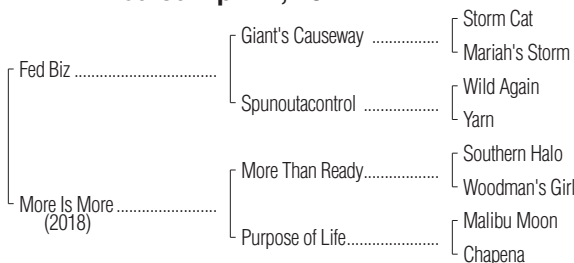 Storm Cat
Giant's Causeway ..................
Mariah's Storm
Fed Biz ...............................
Wild Again
Spunoutacontrol .................
Yarn
Southern Halo
More Than Ready.................
Woodman's Girl
More Is More ......................
(2018)
Malibu Moon
Purpose of Life.....................
Chapena